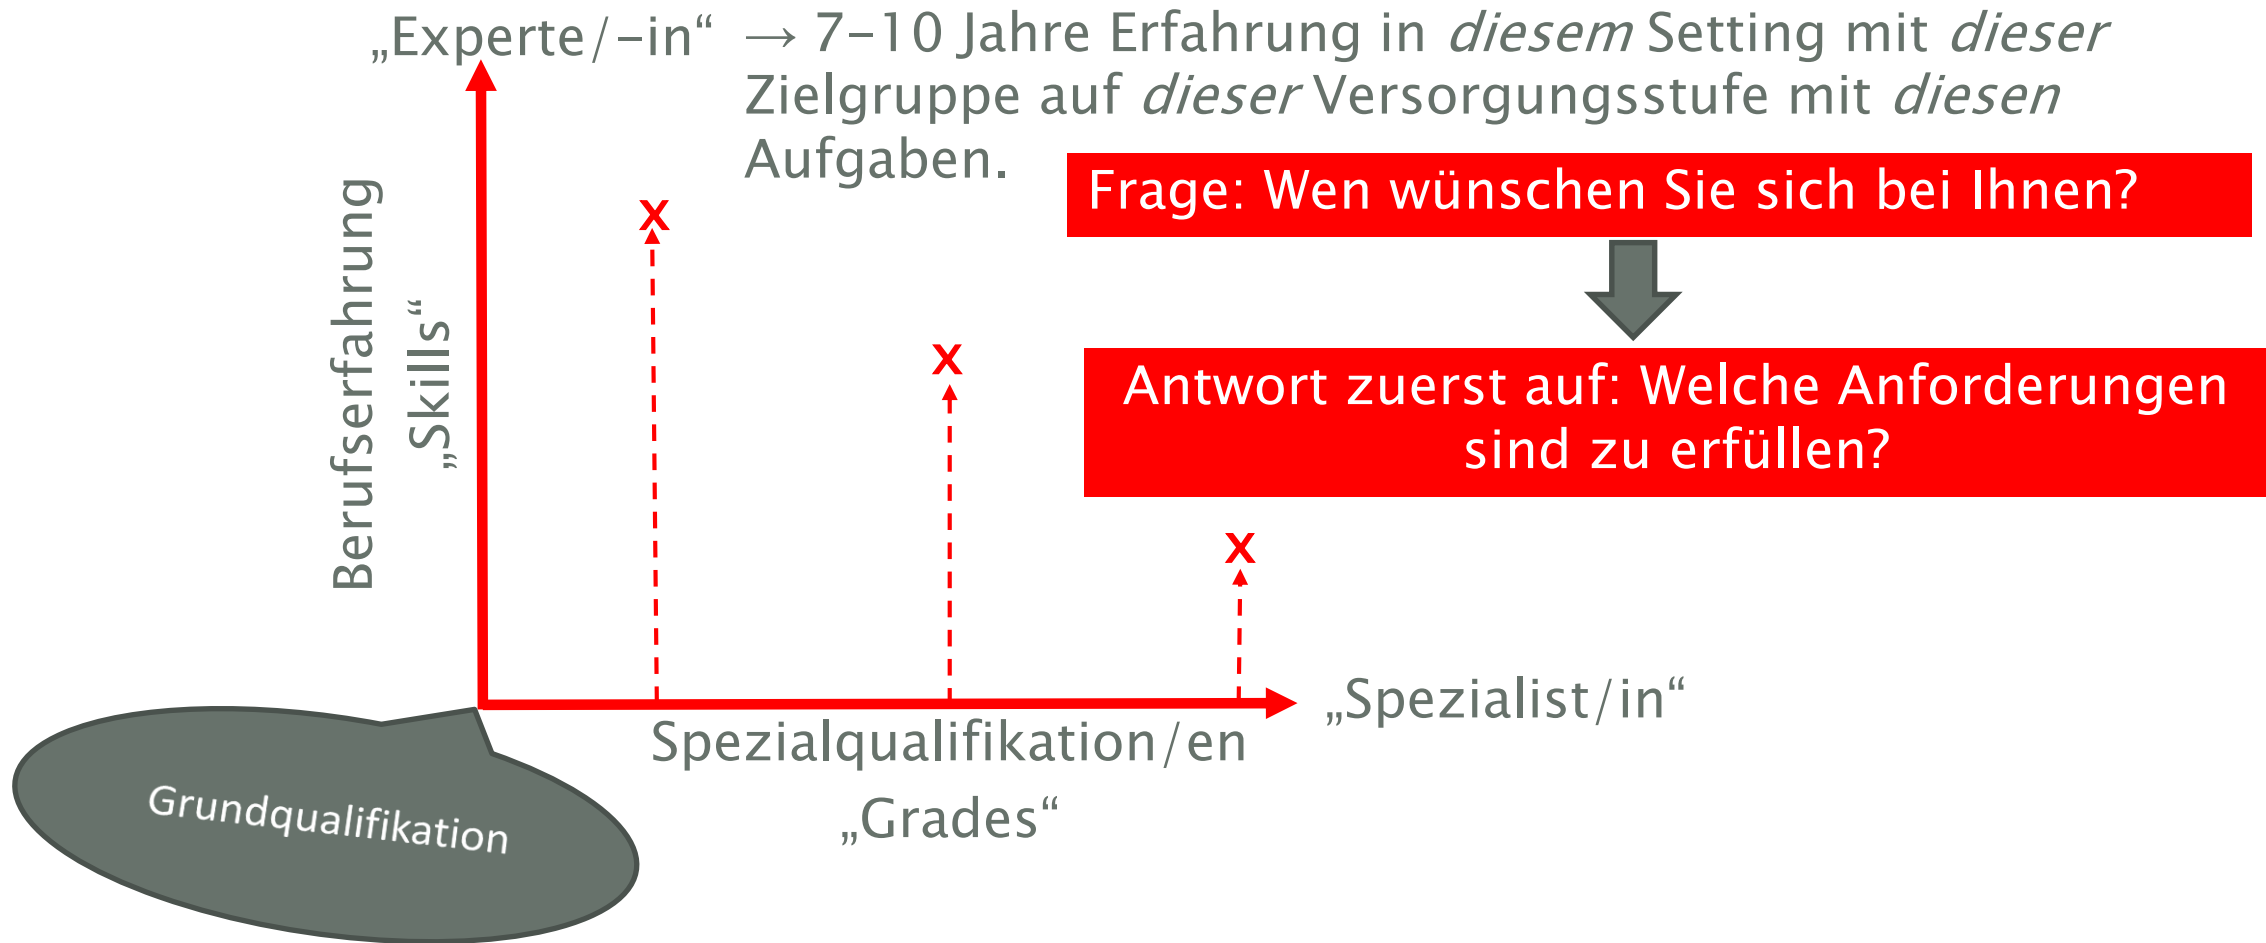 „Experte/-in“ → 7-10 Jahre Erfahrung in diesem Setting mit dieser
Zielgruppe auf dieser Versorgungsstufe mit diesen
Aufgaben.
Frage: Wen wünschen Sie sich bei Ihnen?
Antwort zuerst auf: Welche Anforderungen
sind zu erfüllen?
Berufserfahrung
„Skills“
x
x
x
„Spezialist/in“
Spezialqualifikation/en
„Grades“
Grundqualifikation